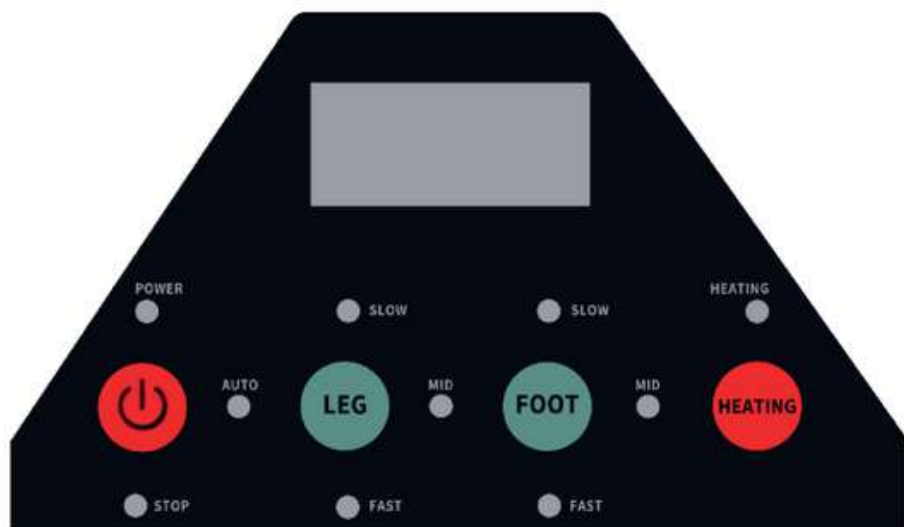 POWER
SLOW
SLOW
HEATING
AUTO
LEG
MID
FOOT
MID
HEATING
STOP
FAST
FAST